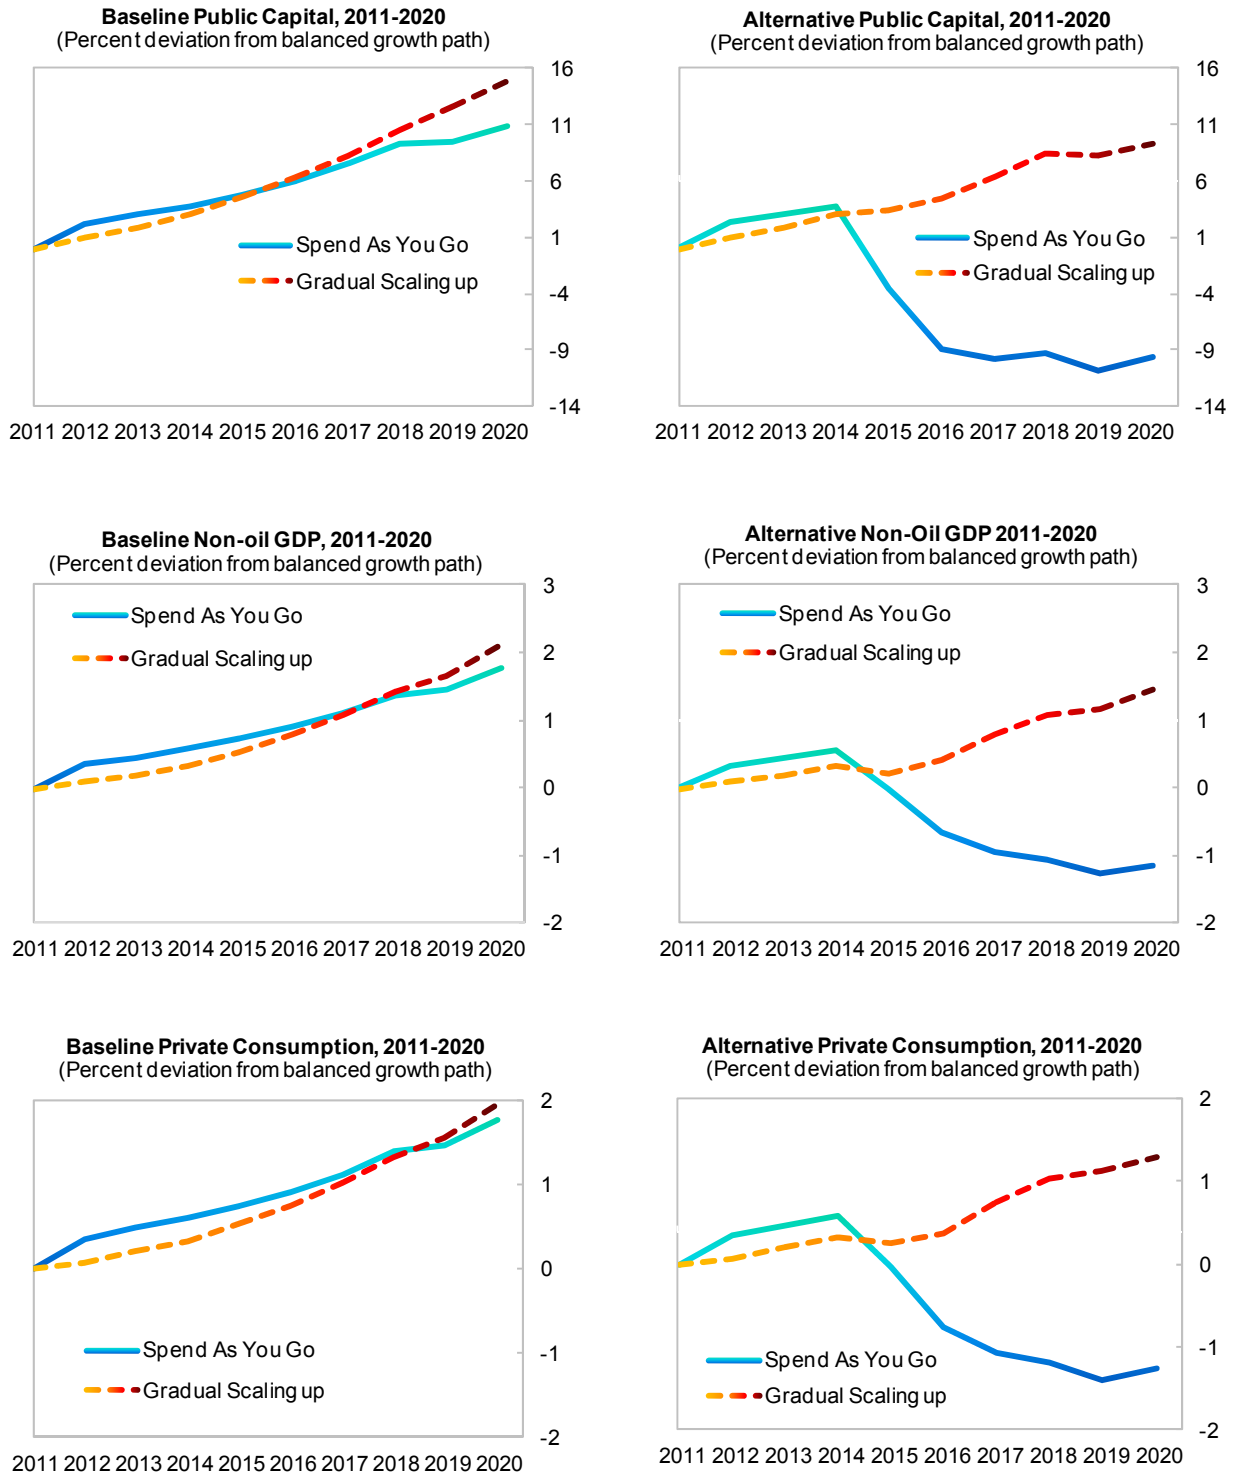 Baseline Public Capital, 2011-2020
(Percent deviation from balanced growth path)
16
11
6
1
-4
-9
-14
Spend As You Go
Gradual Scaling up
2011 2012 2013 2014 2015 2016 2017 2018 2019 2020
Alternative Public Capital, 2011-2020
(Percent deviation from balanced growth path)
16
11
6
1
-4
-9
-14
Spend As You Go
Gradual Scaling up
2011 2012 2013 2014 2015 2016 2017 2018 2019 2020
Baseline Non-oil GDP, 2011-2020
(Percent deviation from balanced growth path)
3
2
1
0
-1
-2
Spend As You Go
Gradual Scaling up
2011 2012 2013 2014 2015 2016 2017 2018 2019 2020
Alternative Non-Oil GDP 2011-2020
(Percent deviation from balanced growth path)
3
2
1
0
-1
-2
Spend As You Go
Gradual Scaling up
2011 2012 2013 2014 2015 2016 2017 2018 2019 2020
Baseline Private Consumption, 2011-2020
(Percent deviation from balanced growth path)
2
1
0
-1
-2
Spend As You Go
Gradual Scaling up
2011 2012 2013 2014 2015 2016 2017 2018 2019 2020
Alternative Private Consumption, 2011-2020
(Percent deviation from balanced growth path)
2
1
0
-1
-2
Spend As You Go
Gradual Scaling up
2011 2012 2013 2014 2015 2016 2017 2018 2019 2020